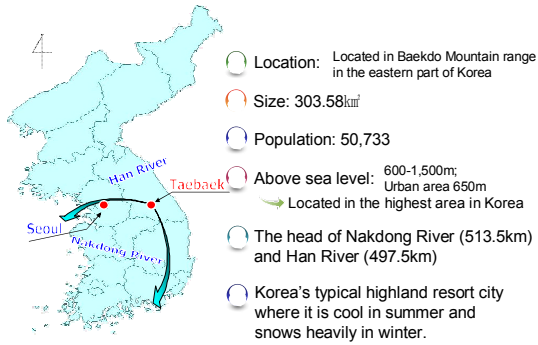 Han River
Taebaek
Seoul
Nakdong River
Location: Located in Baekdo Mountain range
in the eastern part of Korea
Size: 303.58㎢
Population: 50,733
Above sea level: 600-1,500m;
Urban area 650m
Located in the highest area in Korea
The head of Nakdong River (513.5km)
and Han River (497.5km)
Korea's typical highland resort city
where it is cool in summer and
snows heavily in winter.